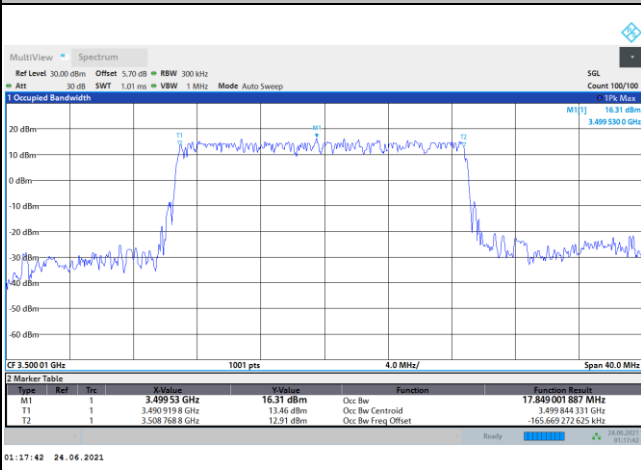 MultiView Spectrum
Ref Level 30.00 dBm Offset 5.70 dB RBW 300 kHz SGL
Att 30 dB SWT 1.01 ms VBW 1 MHz Mode Auto Sweep Count 100/100
1 Occupied Bandwidth 1Pk Max
M1[1] 16.31 dBm
3.499 530 0 GHz
T1 M1 T2
20 dBm
10 dBm
0 dBm
-10 dBm
-20 dBm
-30 dBm
-40 dBm
-50 dBm
-60 dBm
CF 3.500 01 GHz 1001 pts 4.0 MHz/ Span 40.0 MHz
2 Marker Table
Type Ref Trc X-Value Y-Value Function Function Result
M1 1 3.499 53 GHz 16.31 dBm Occ Bw 17.849 001 887 MHz
T1 1 3.490 919 8 GHz 13.46 dBm Occ Bw Centroid 3.499 844 331 GHz
T2 1 3.508 768 8 GHz 12.91 dBm Occ Bw Freq Offset -165.669 272 625 kHz
Ready 24.06.2021
01:17:42
01:17:42 24.06.2021